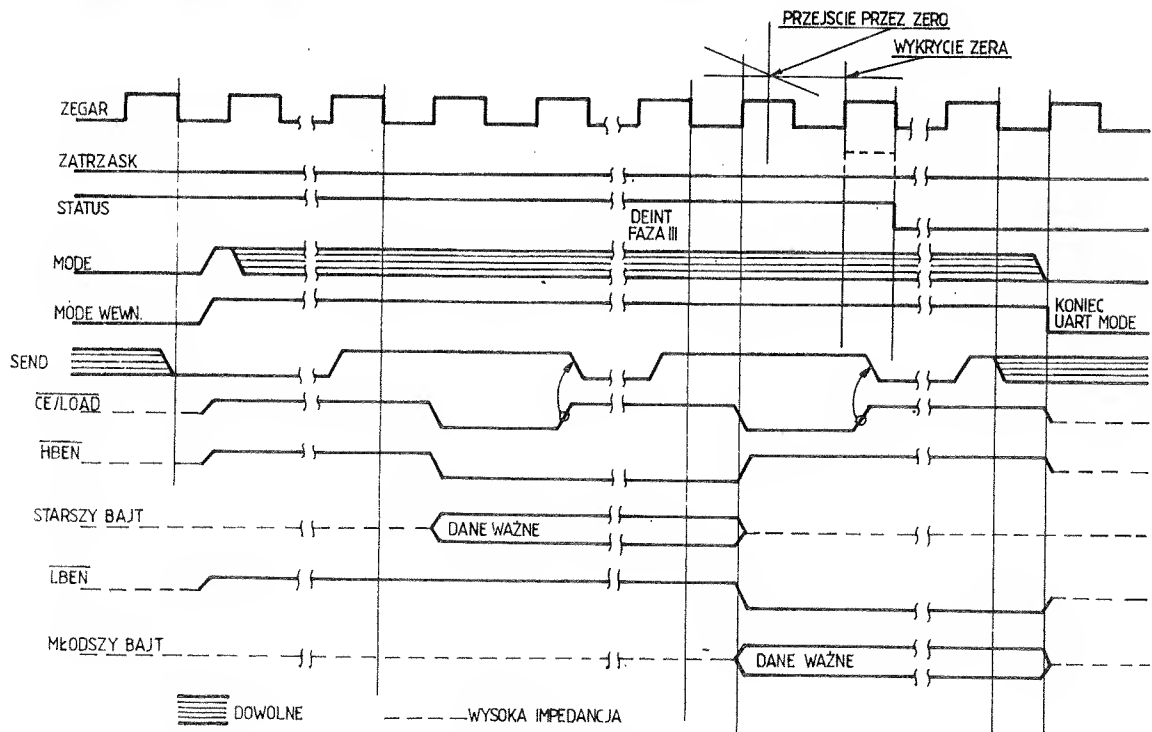 PRZEJSCIE PRZEZ ZERO
WYKRYCIE ZERA
ZEGAR
ZATRZASK
STATUS
DEINT
FAZA III
MODE
MODE WEWN.
KONIEC
UART MODE
SEND
CE/LOAD
HBEN
STARSZY BAJT
DANE WAŻNE
LBEN
MŁODSZY BAJT
DANE WAŻNE
DOWOLNE
WYSOKA IMPEDANCJA